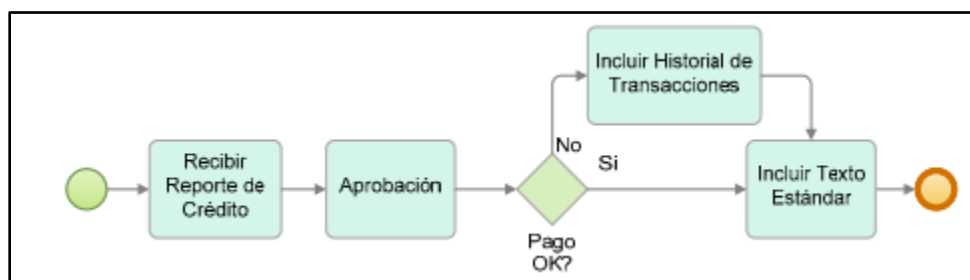 Recibir
Reporte de
Crédito
Aprobación
Pago
OK?
No
Incluir Historial de
Transacciones
Si
Incluir Texto
Estándar